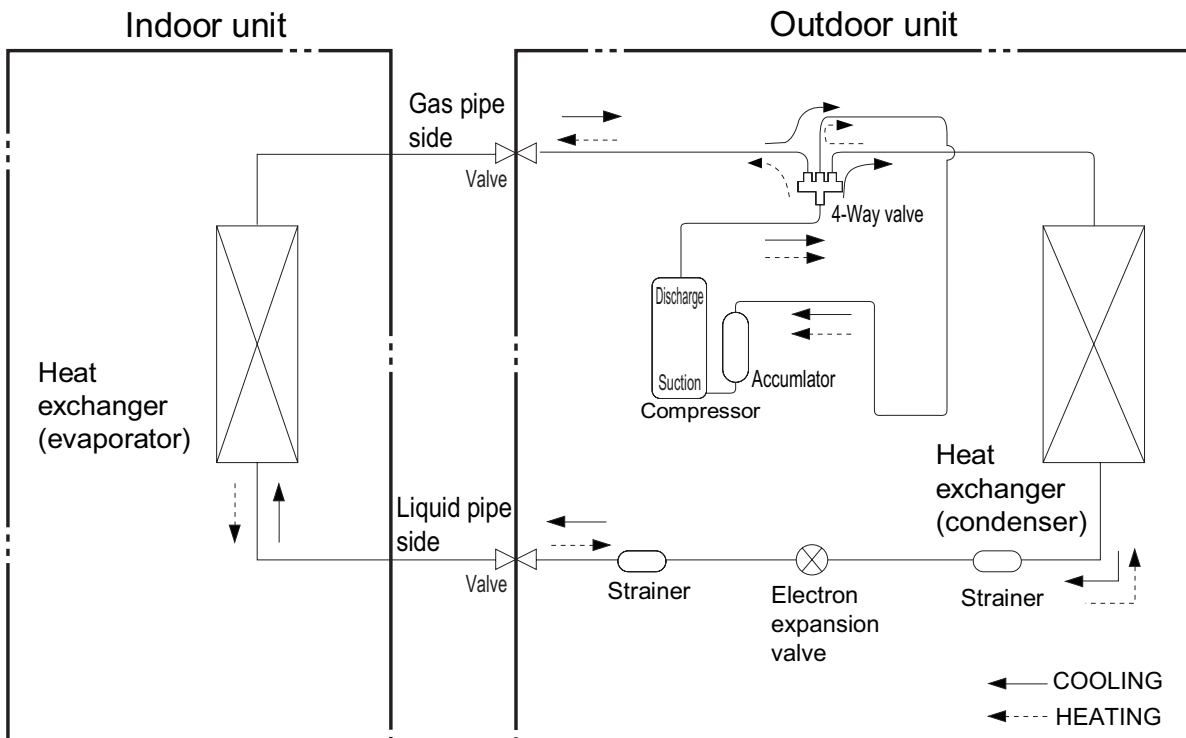 Indoor unit
Outdoor unit
Gas pipe
side
Valve
4-Way valve
Discharge
Suction
Compressor
Accumlator
Heat
exchanger
(evaporator)
Heat
exchanger
(condenser)
Liquid pipe
side
Valve
Strainer
Electron
expansion
valve
Strainer
COOLING
HEATING